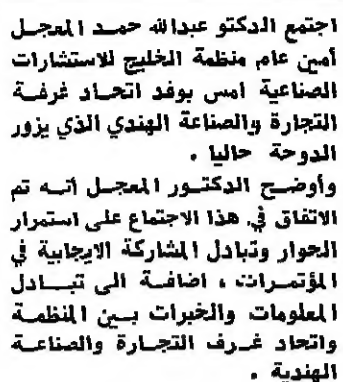 اجتمع الدكتو عبدالله حمد المعجل
أمين عام منظمة الخليج للاستشارات
الصناعية امس بوفد اتحاد غرفة
التجارة والصناعة الهندي الذي يزور
الدوحة حاليا .
وأوضح الدكتور المعجل أنه تم
الاتفاق في هذا الاجتماع على استمرار
الحوار وتبادل المشاركة الايجابية في
المؤتمرات ، اضافة الى تبادل
المعلومات والخبرات بين المنظمة
واتحاد غرف التجارة والصناعة
الهندية .